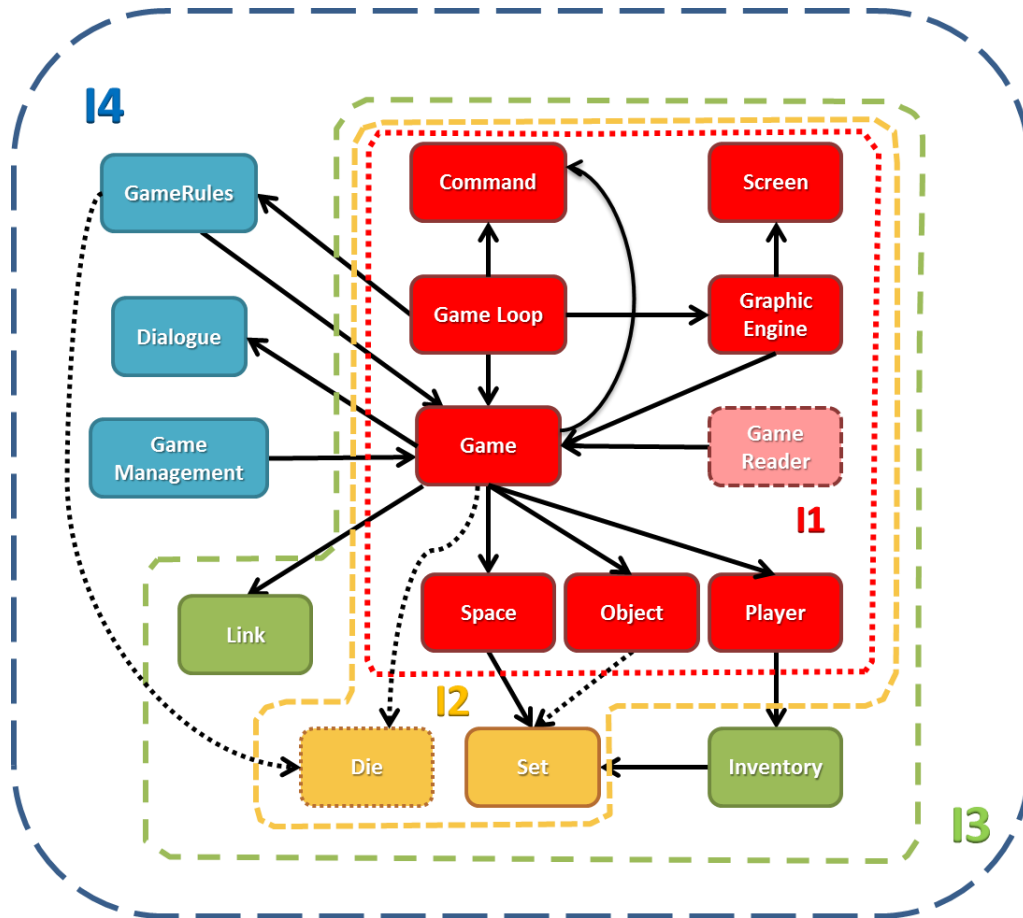 I4
GameRules
Command
Screen
Game Loop
Graphic
Engine
Dialogue
Game
Management
Game
Game
Reader
I1
Space
Object
Player
Link
I2
Die
Set
Inventory
I3